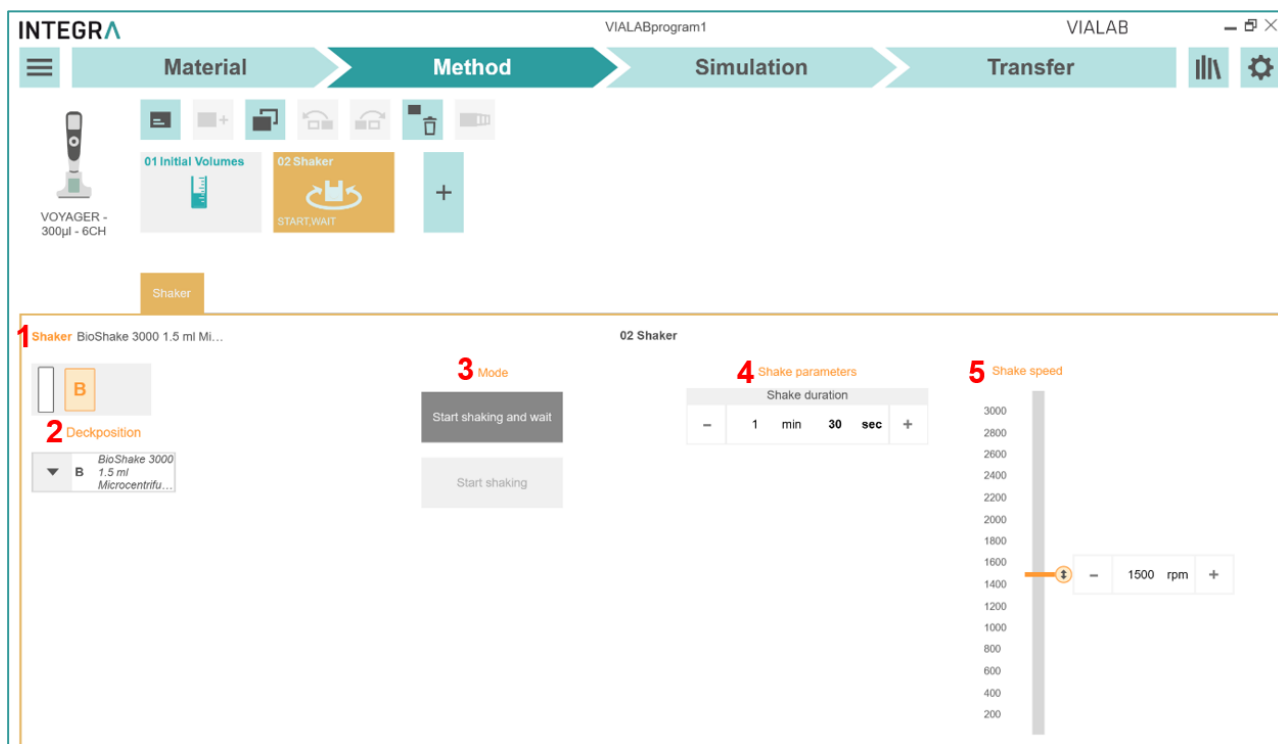 INTEGRA
VIALABprogram1
VIALAB
Material
Method
Simulation
Transfer
VOYAGER -
300µl - 6CH
01 Initial Volumes
02 Shaker
START,WAIT
+
Shaker
1 Shaker BioShake 3000 1.5 ml Mi...
02 Shaker
B
2 Deckposition
B
BioShake 3000
1.5 ml
Microcentrifu...
3 Mode
Start shaking and wait
Start shaking
4 Shake parameters
Shake duration
– 1 min 30 sec +
5 Shake speed
3000
2800
2600
2400
2200
2000
1800
1600
1400
1200
1000
800
600
400
200
– 1500 rpm +